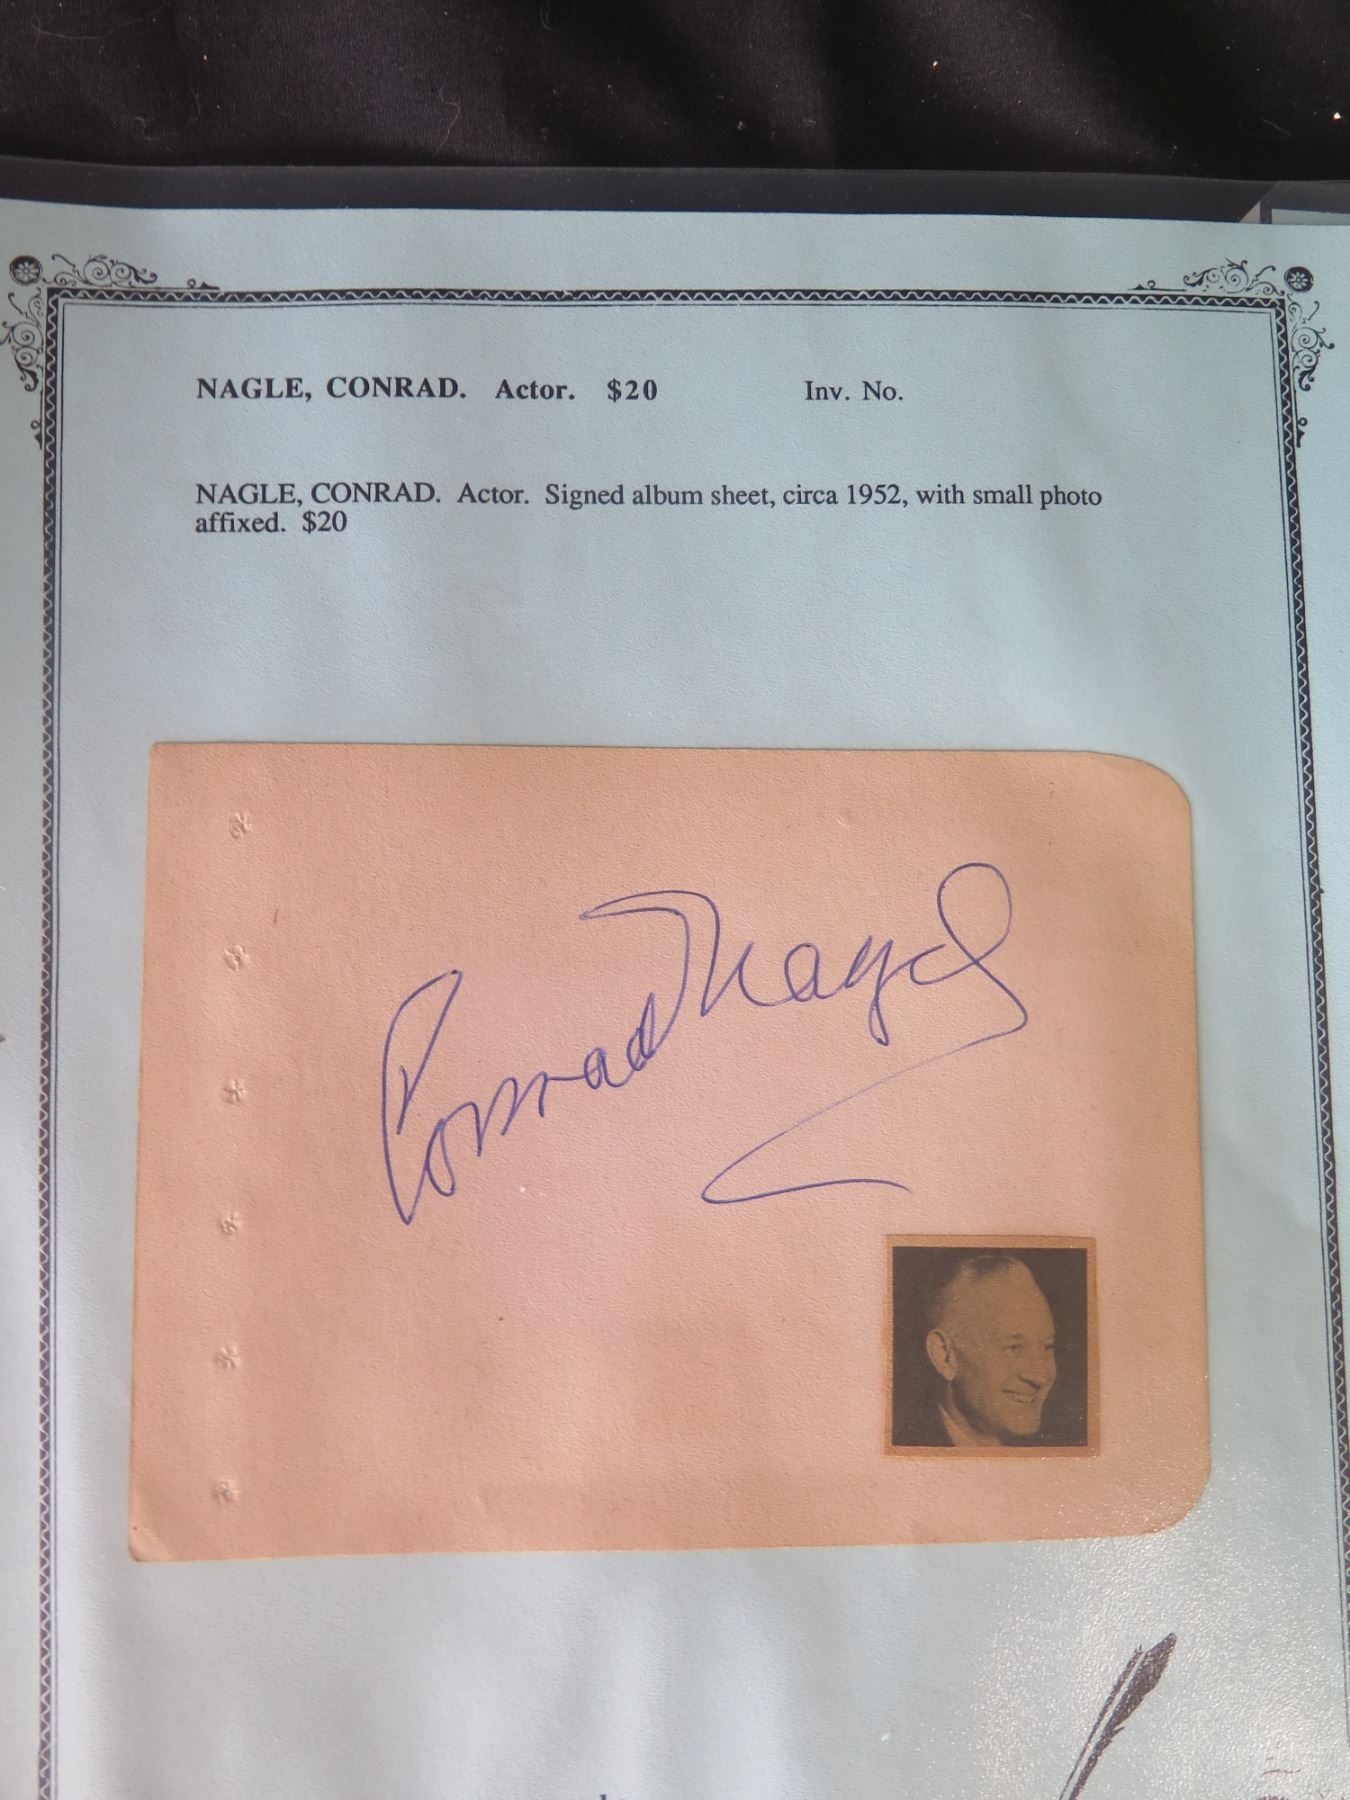 NAGLE, CONRAD. Actor. $20 Inv. No.
NAGLE, CONRAD. Actor. Signed album sheet, circa 1952, with small photo
affixed. $20
Conrad Nagel